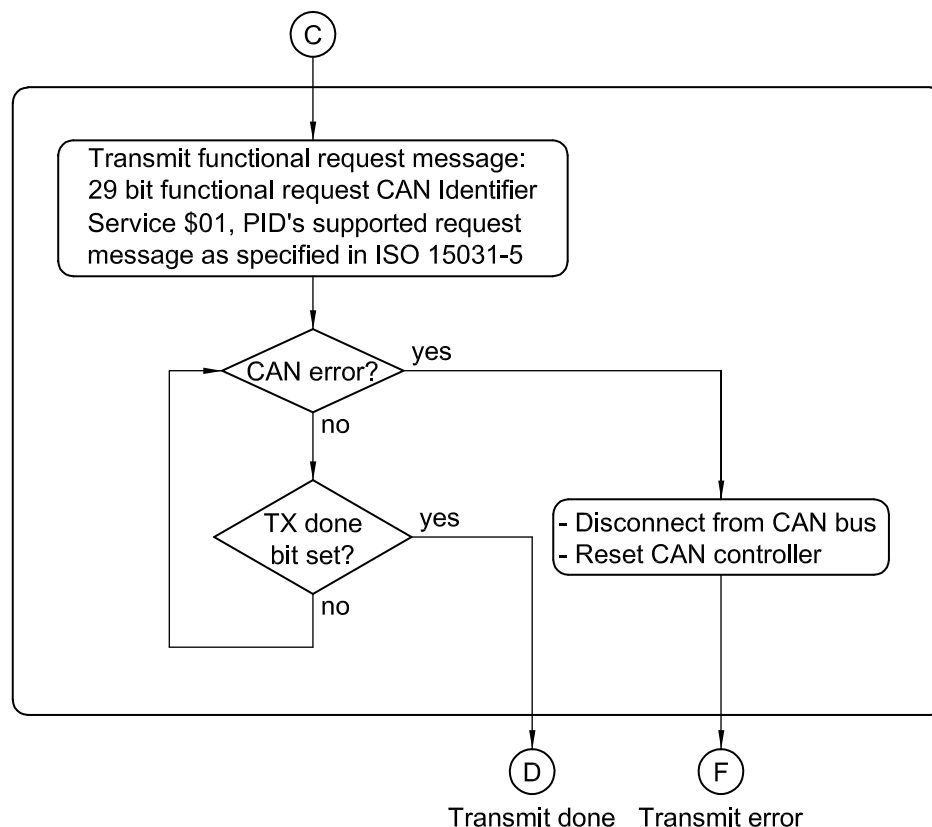 C
Transmit functional request message:
29 bit functional request CAN Identifier
Service $01, PID's supported request
message as specified in ISO 15031-5
CAN error?
yes
no
TX done
bit set?
yes
no
- Disconnect from CAN bus
- Reset CAN controller
D
Transmit done
F
Transmit error